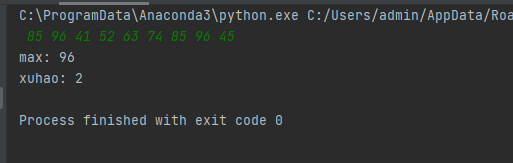 C:\ProgramData\Anaconda3\python.exe C:/Users/admin/AppData/Roa
85 96 41 52 63 74 85 96 45
max: 96
xuhao: 2
Process finished with exit code 0